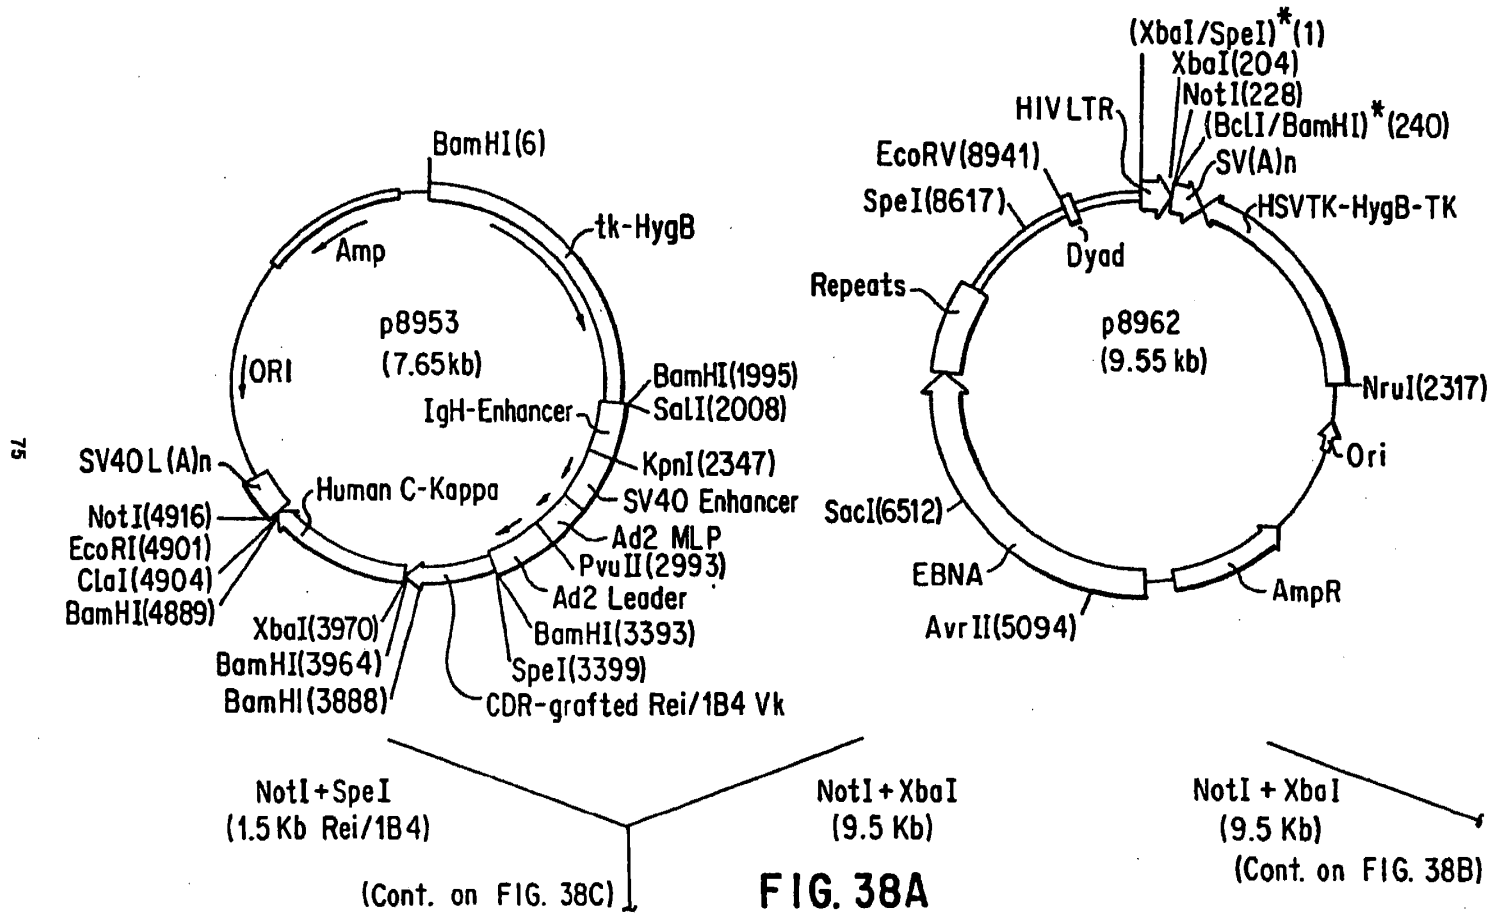 BamHI(6)
tk-HygB
Amp
p8953
(7.65kb)
ORI
BamHI(1995)
SalI(2008)
IgH-Enhancer
KpnI(2347)
SV40 Enhancer
Ad2 MLP
PvuII(2993)
Ad2 Leader
BamHI(3393)
SpeI(3399)
CDR-grafted Rei/1B4 Vk
SV40L(A)n
Human C-Kappa
NotI(4916)
EcoRI(4901)
ClaI(4904)
BamHI(4889)
XbaI(3970)
BamHI(3964)
BamHI(3888)
(XbaI/SpeI)*(1)
XbaI(204)
NotI(228)
(BclI/BamHI)*(240)
HIV LTR
SV(A)n
EcoRV(8941)
SpeI(8617)
HSVTK-HygB-TK
Dyad
Repeats
p8962
(9.55 kb)
NruI(2317)
Ori
SacI(6512)
EBNA
AmpR
AvrII(5094)
75
NotI+SpeI
(1.5 Kb Rei/1B4)
NotI+XbaI
(9.5 Kb)
NotI + XbaI
(9.5 Kb)
(Cont. on FIG. 38B)
(Cont. on FIG. 38C)
FIG. 38A